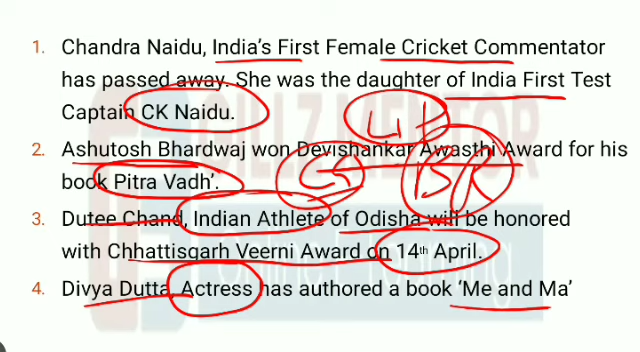 1. Chandra Naidu, India's First Female Cricket Commentator
has passed away. She was the daughter of India First Test
Captain CK Naidu.
2. Ashutosh Bhardwaj won Devishankar Awasthi Award for his
book Pitra Vadh'.
3. Dutee Chand, Indian Athlete of Odisha will be honored
with Chhattisgarh Veerni Award on 14th April.
4. Divya Dutta, Actress has authored a book 'Me and Ma'